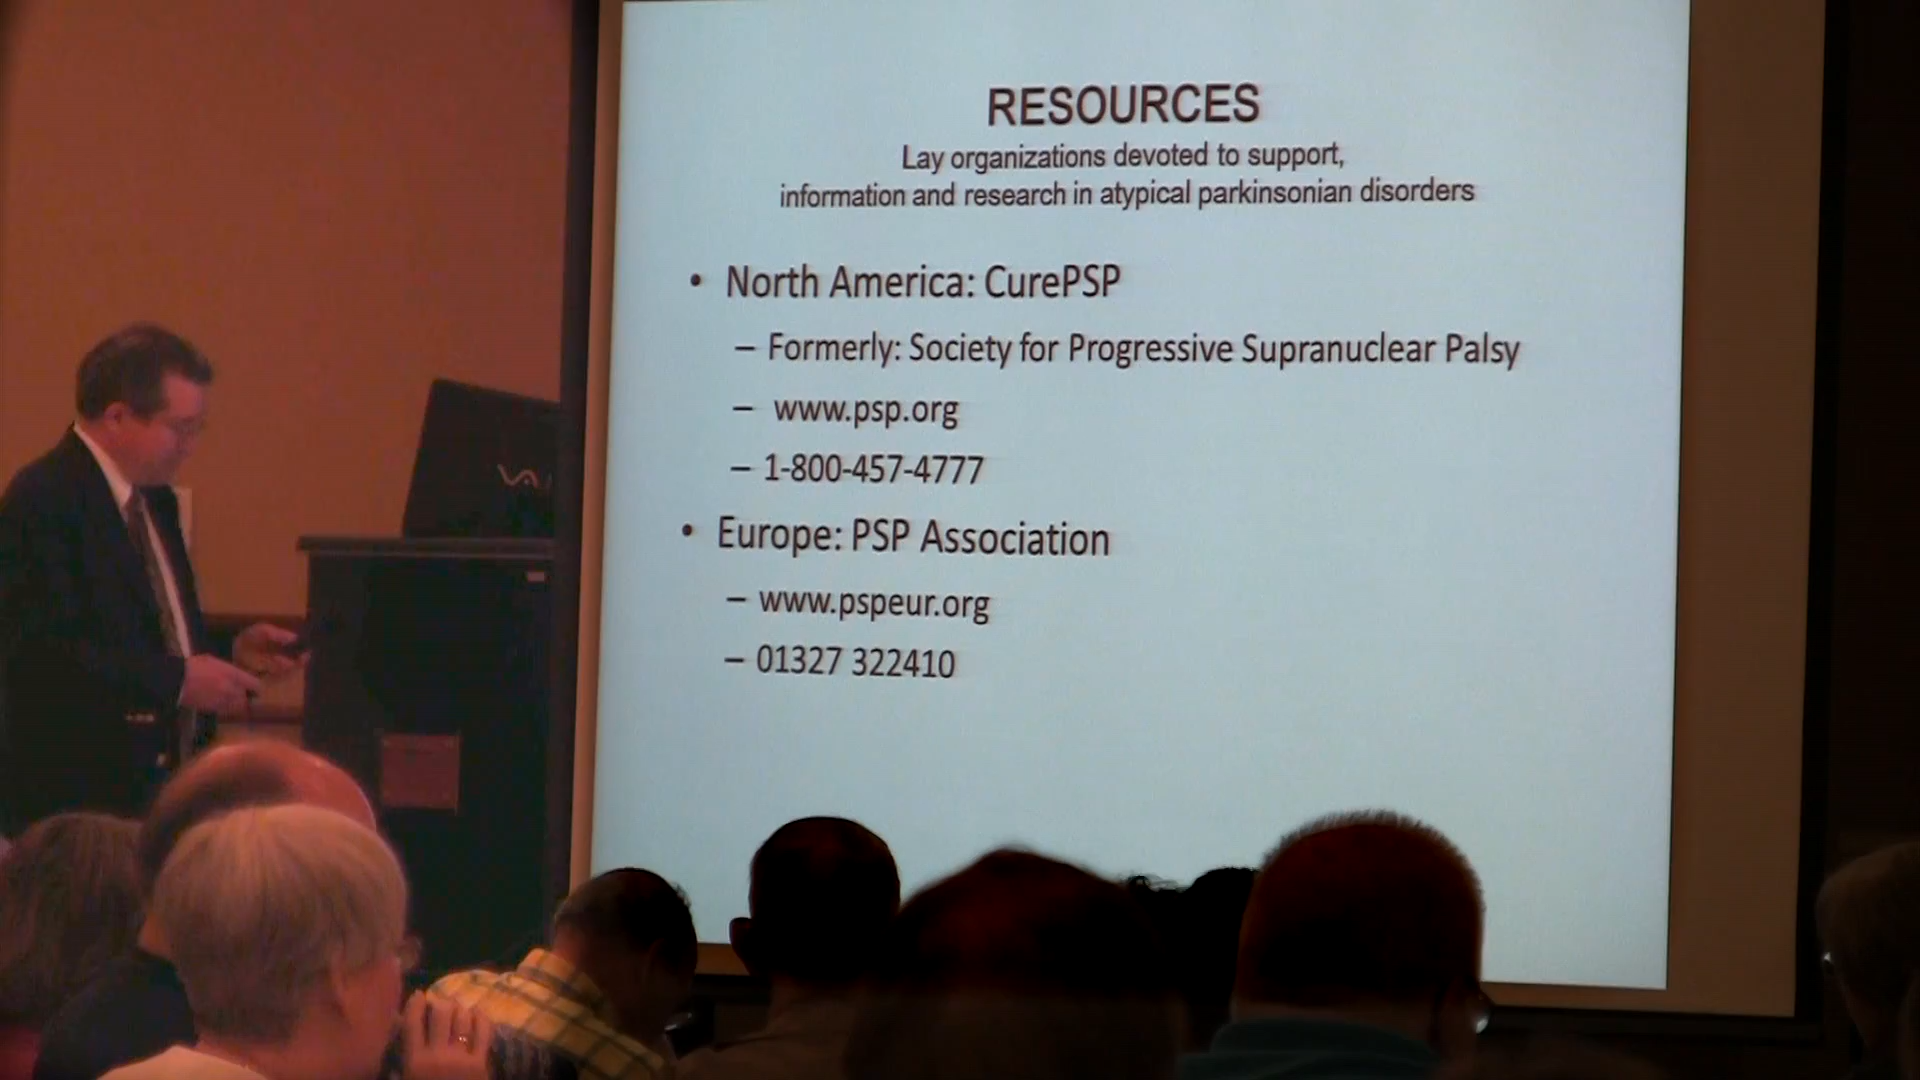 RESOURCES
Lay organizations devoted to support,
information and research in atypical parkinsonian disorders
• North America: CurePSP
– Formerly: Society for Progressive Supranuclear Palsy
– www.psp.org
– 1-800-457-4777
• Europe: PSP Association
– www.pspeur.org
– 01327 322410